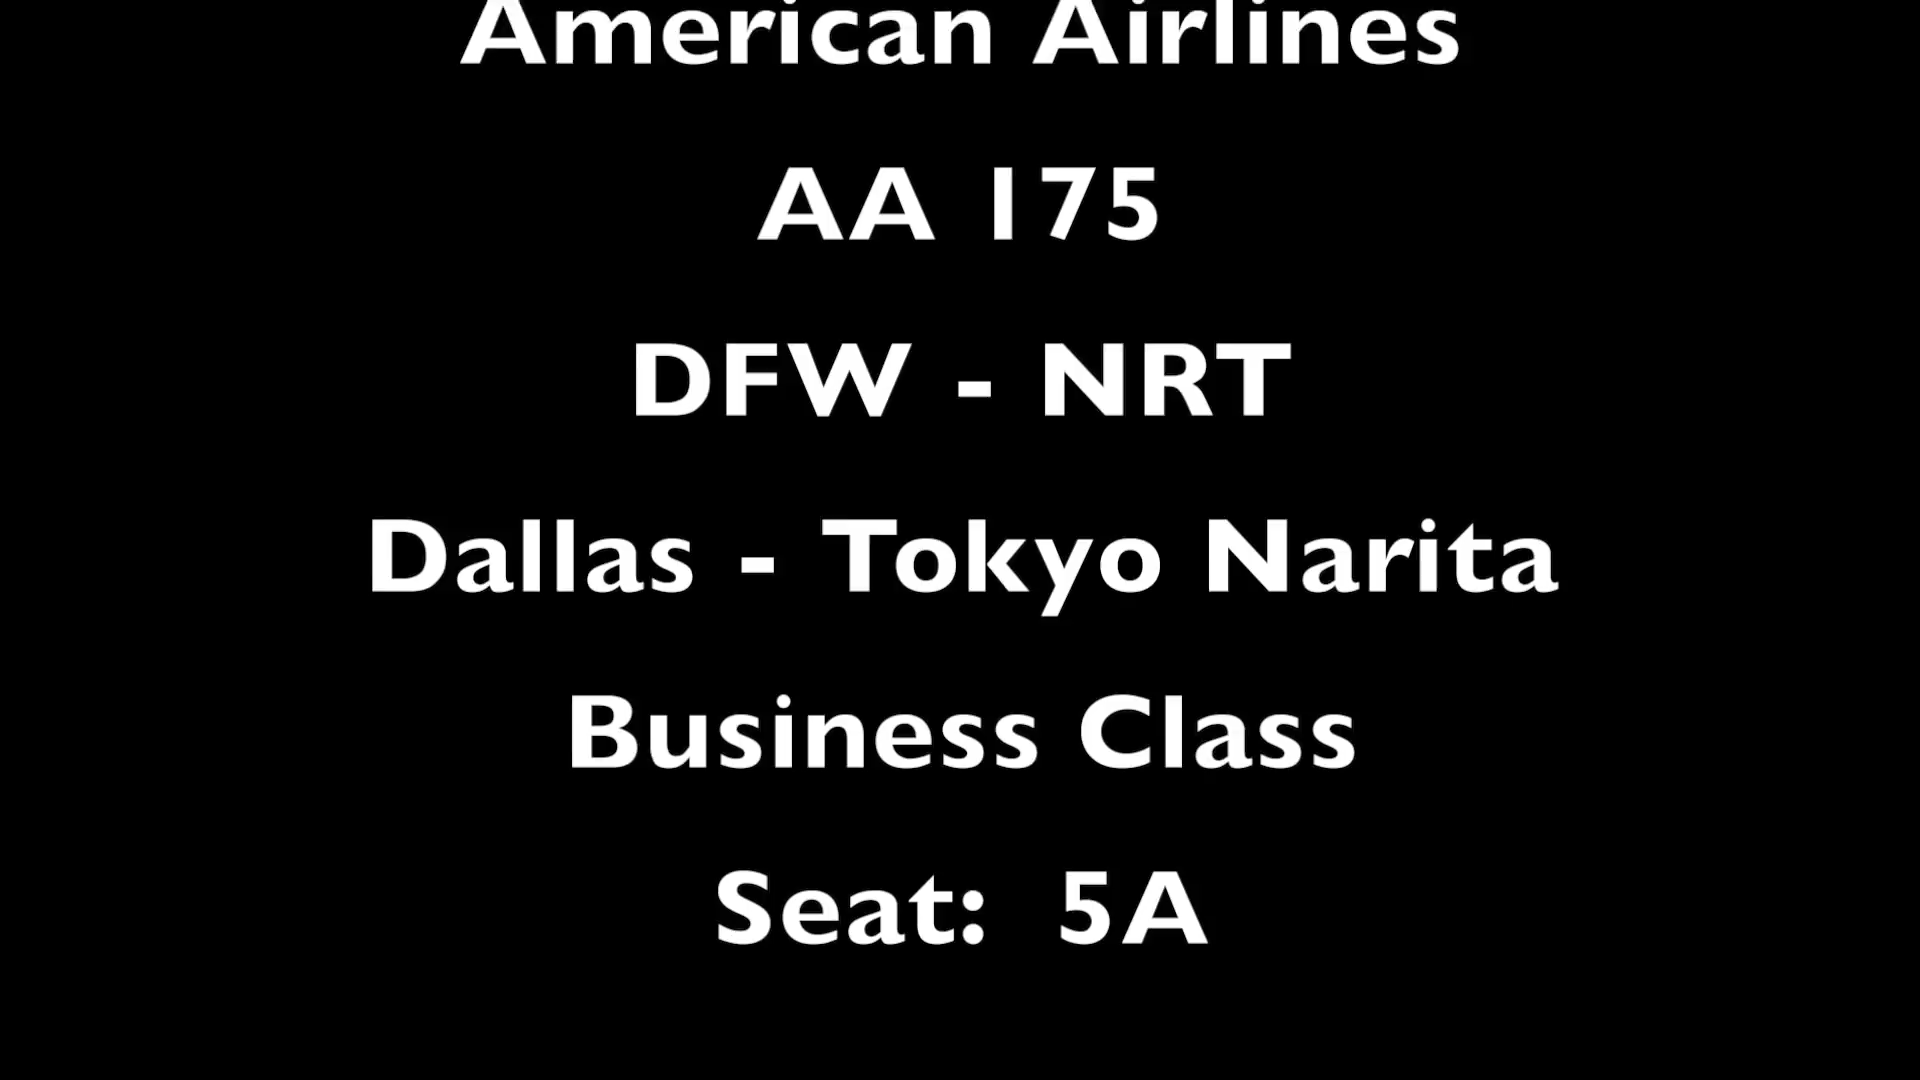 American Airlines
AA 175
DFW - NRT
Dallas - Tokyo Narita
Business Class
Seat: 5A